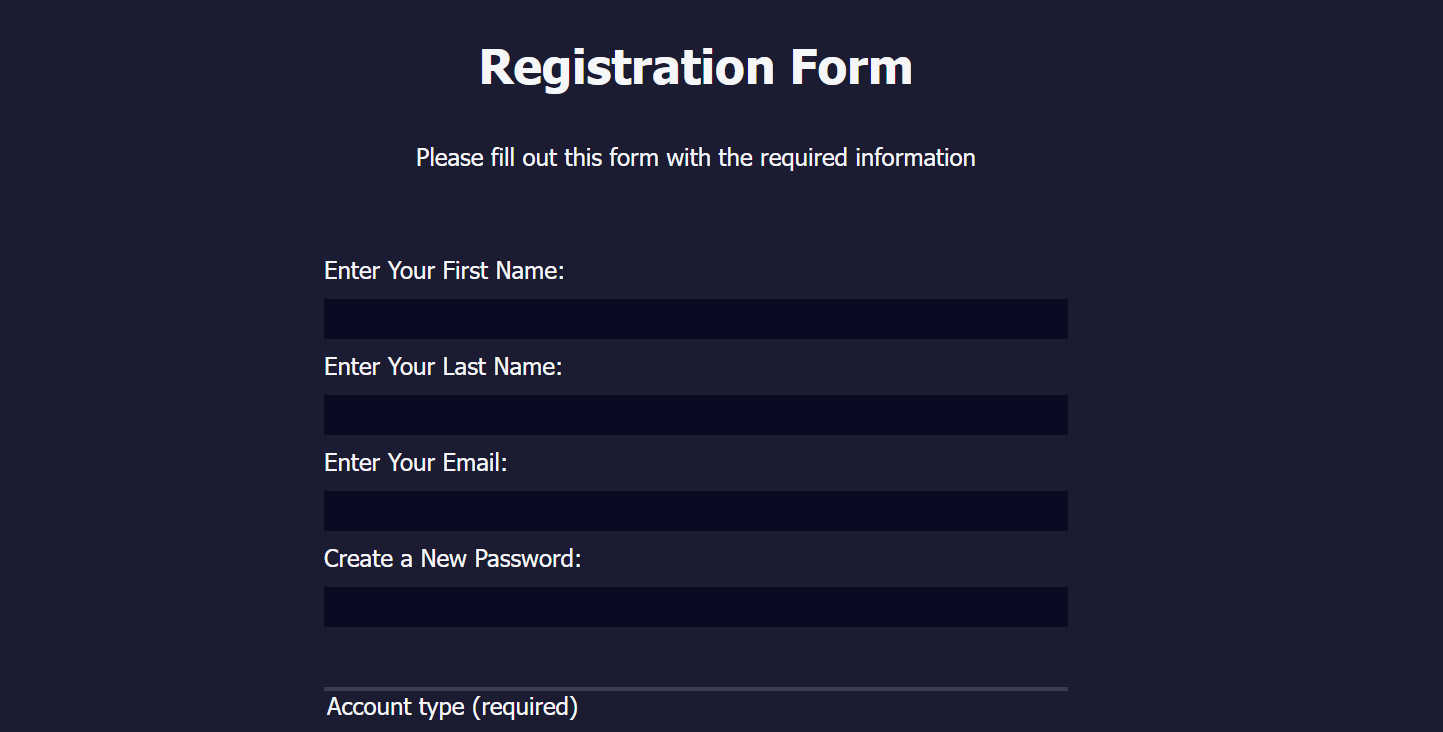 Registration Form
Please fill out this form with the required information
Enter Your First Name:
Enter Your Last Name:
Enter Your Email:
Create a New Password:
Account type (required)